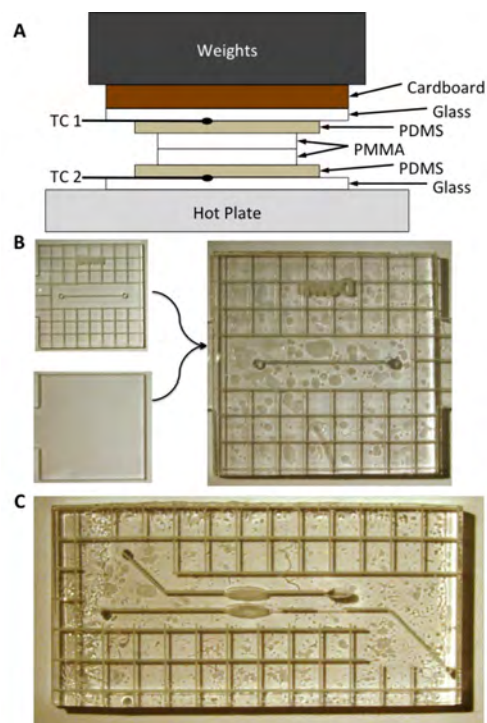 A
Weights
Cardboard
Glass
TC 1
PDMS
PMMA
PDMS
TC 2
Glass
Hot Plate
B
C